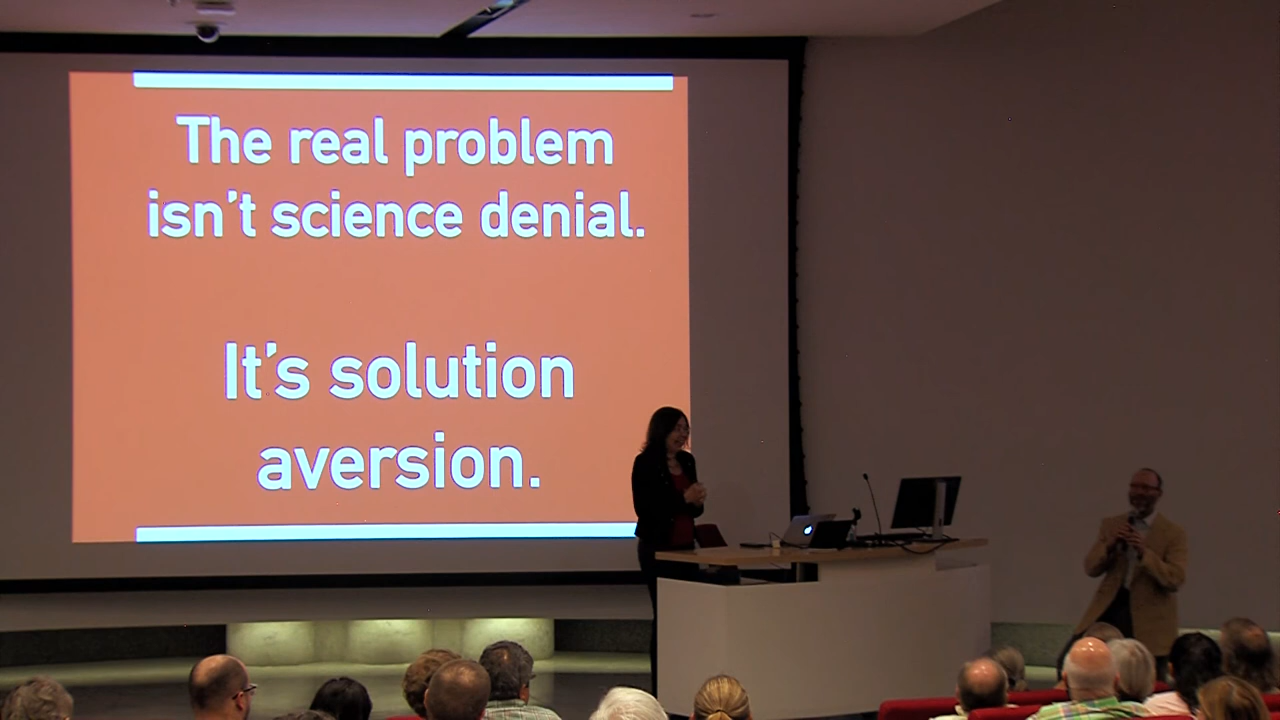 The real problem
isn't science denial.
It's solution
aversion.